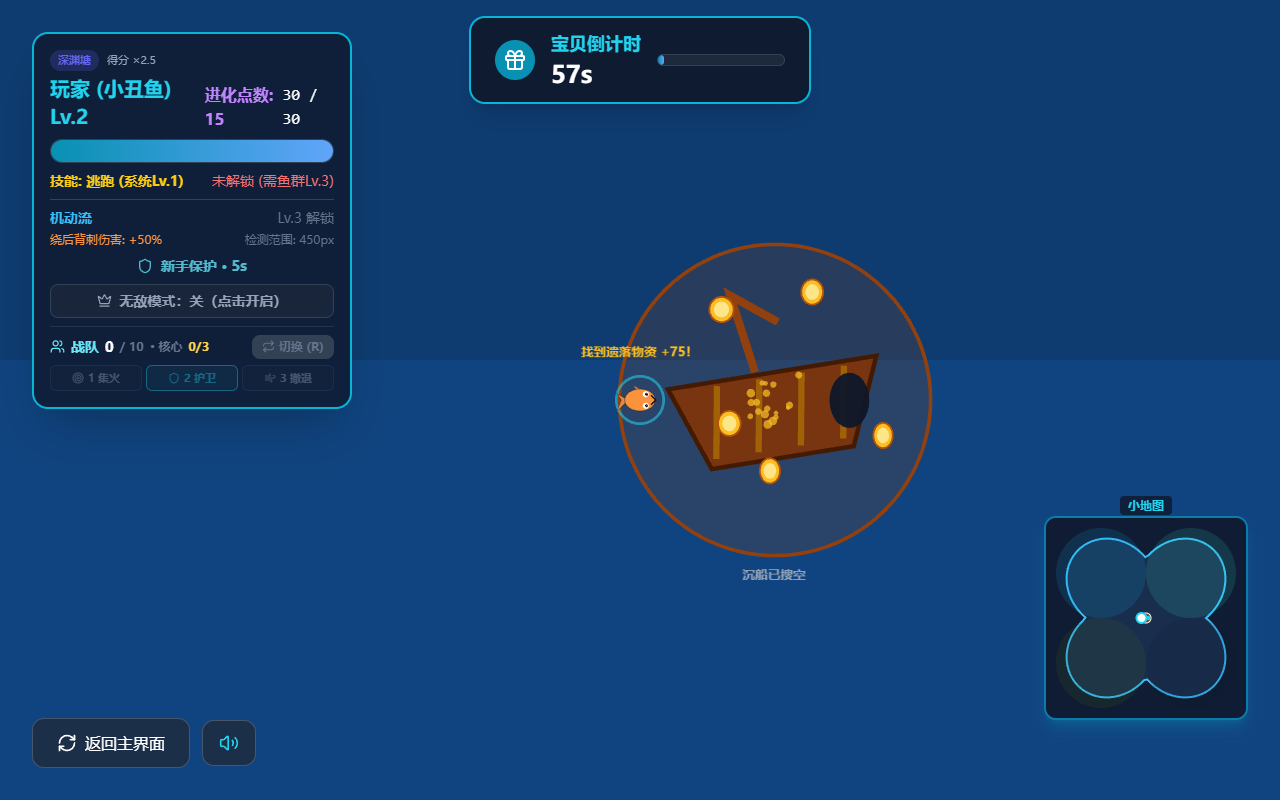 深渊塘 得分 ×2.5
玩家 (小丑鱼) Lv.2
进化点数: 15
30 / 30
技能: 逃跑 (系统Lv.1) 未解锁 (需鱼群Lv.3)
机动流 Lv.3 解锁
绕后背刺伤害: +50% 检测范围: 450px
新手保护 • 5s
无敌模式：关（点击开启）
战队 0 / 10 • 核心 0/3 切换 (R)
1 集火 2 护卫 3 撤退
宝贝倒计时
57s
找到遗落物资 +75!
沉船已搜空
小地图
返回主界面